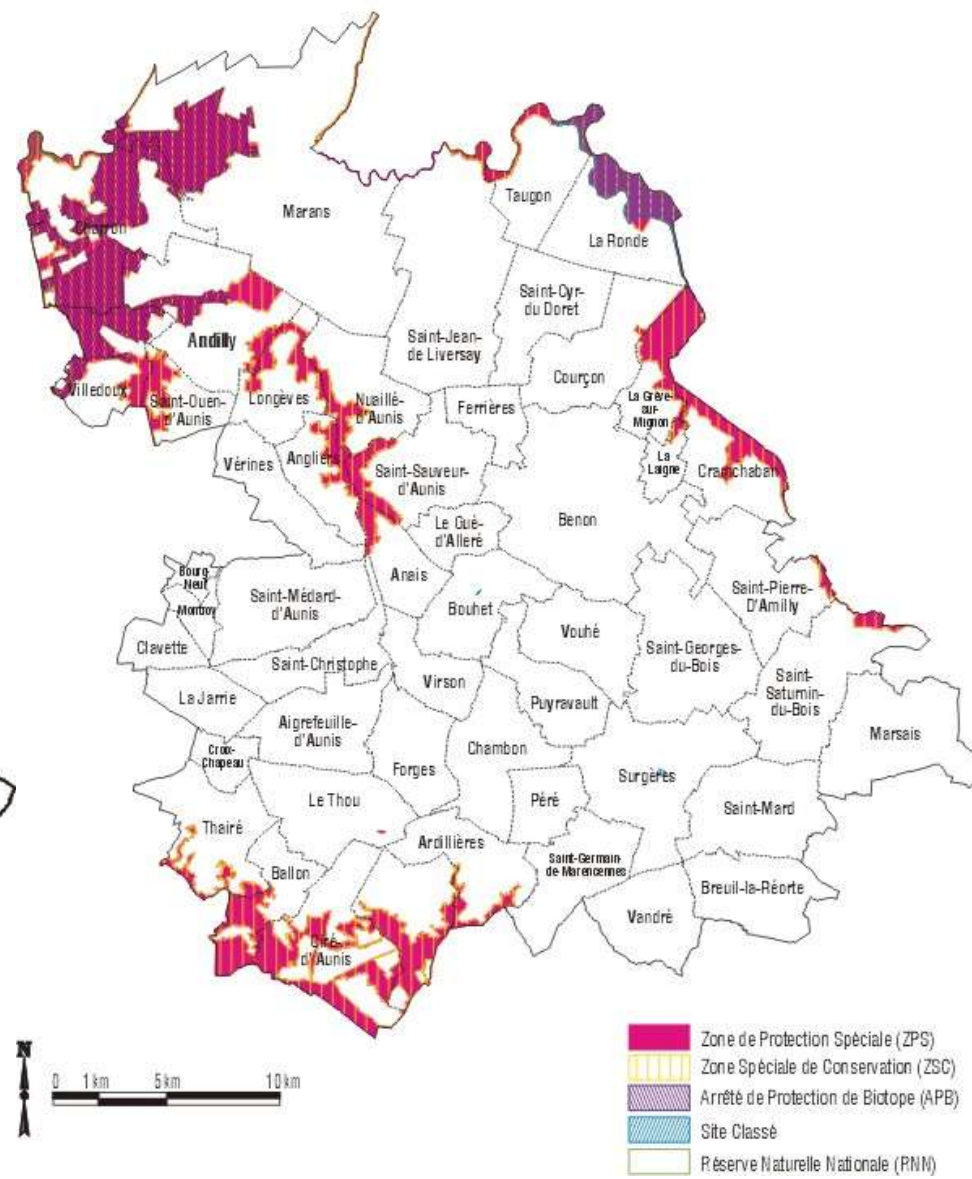 Marans
Taugon
La Ronde
Charron
Saint-Cyr-
du Doret
Andilly
Saint-Jean-
de Liversay
Courçon
Villedoux
Saint-Ouen-
d'Aunis
Longèves
Nuaillé-
d'Aunis
Ferrières
La Grève-
sur-
Mignon
Vérines
Angliers
Saint-Sauveur-
d'Aunis
La
Laigne
Cramchaban
Le Gué-
d'Alleré
Benon
Bourg-
Neuf
Anais
Montroy
Saint-Médard-
d'Aunis
Bouhet
Saint-Pierre-
D'Amilly
Clavette
Vouhé
Saint-Georges-
du-Bois
Saint-Christophe
Virson
Saint-
Saturnin-
du-Bois
La Jarrie
Puyravault
Aigrefeuille-
d'Aunis
Marsais
Croix-
Chapeau
Chambon
Forges
Surgères
Le Thou
Péré
Saint-Mard
Thairé
Ardillières
Ballon
Saint-Germain-
de-Marencennes
Breuil-la-Réorte
Vandré
Ciré-
d'Aunis
N
0 1 km 5 km 10 km
Zone de Protection Spéciale (ZPS)
Zone Spéciale de Conservation (ZSC)
Arrêté de Protection de Biotope (APB)
Site Classé
Réserve Naturelle Nationale (RNN)